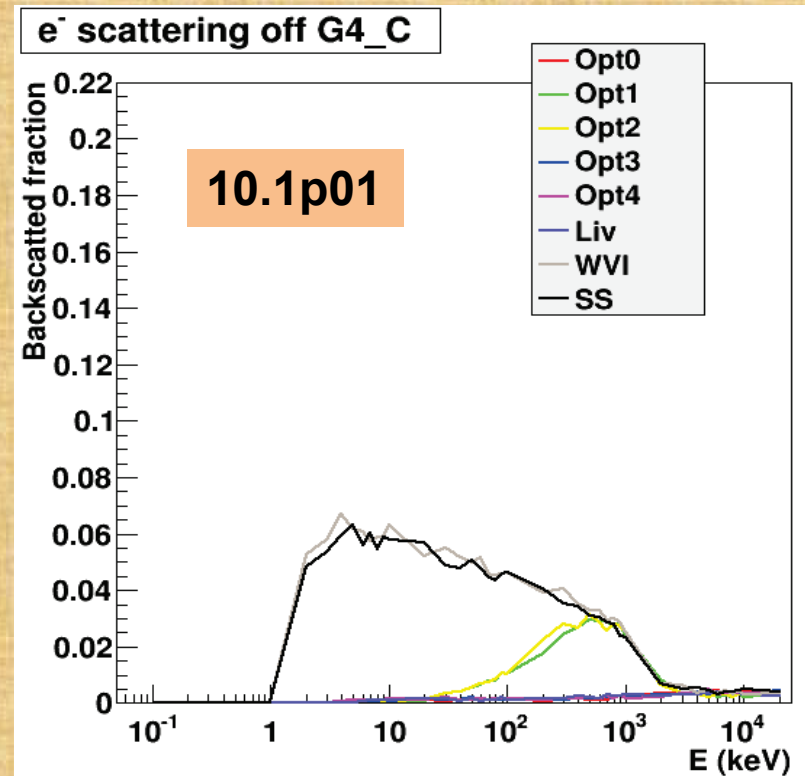 e⁻ scattering off G4_C
Opt0
Opt1
Opt2
Opt3
Opt4
Liv
WVI
SS
10.1p01
Backscatted fraction
0.22
0.2
0.18
0.16
0.14
0.12
0.1
0.08
0.06
0.04
0.02
0
10⁻¹ 1 10 10² 10³ 10⁴
E (keV)